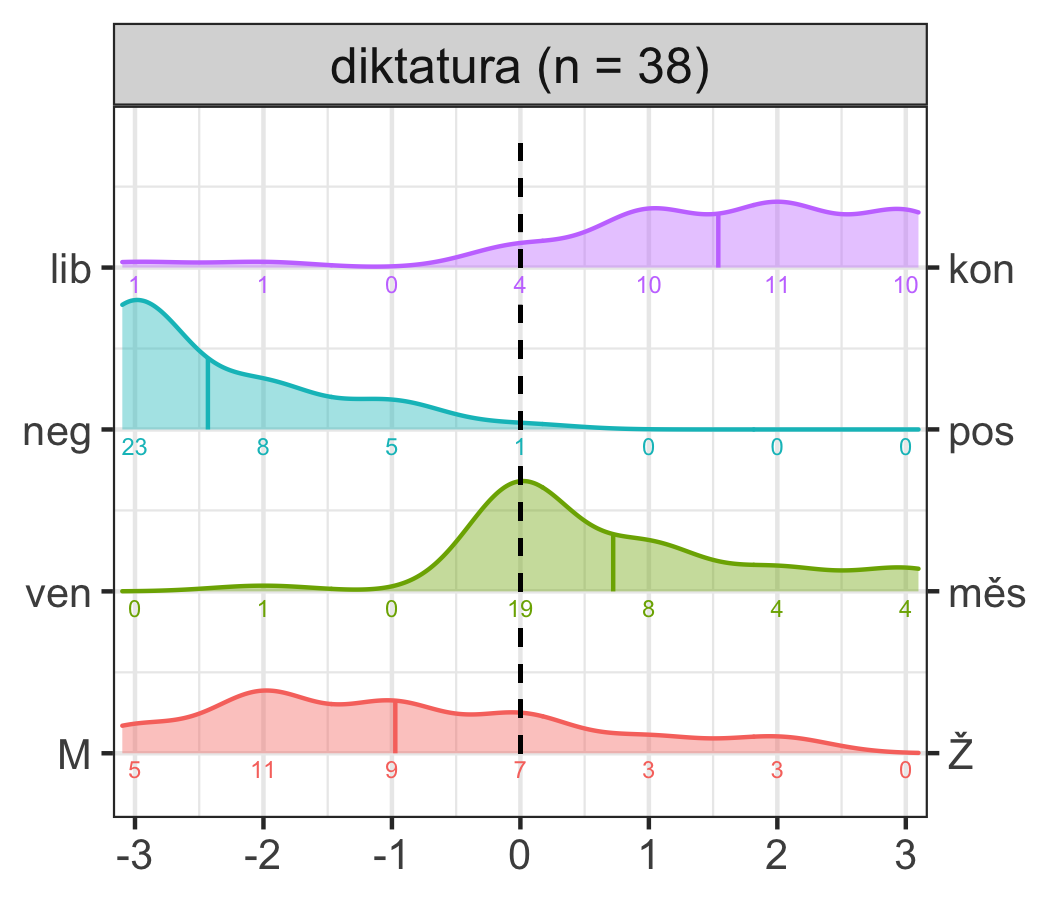 diktatura (n = 38)
lib kon
1 1 0 4 10 11 10
neg pos
23 8 5 1 0 0 0
ven měs
0 1 0 19 8 4 4
M Ž
5 11 9 7 3 3 0
-3 -2 -1 0 1 2 3